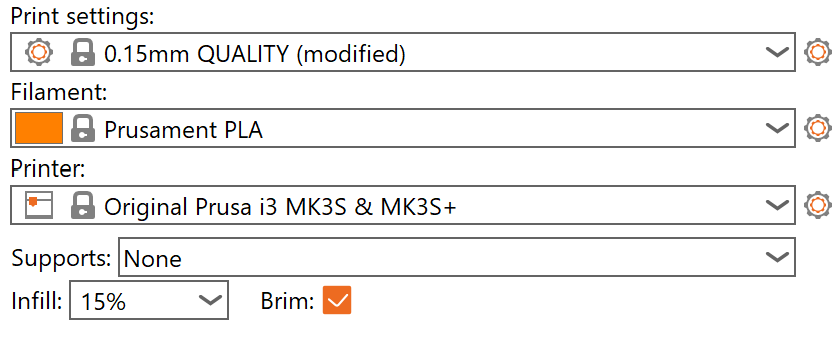 Print settings:
0.15mm QUALITY (modified)
Filament:
Prusament PLA
Printer:
Original Prusa i3 MK3S & MK3S+
Supports: None
Infill: 15% Brim: